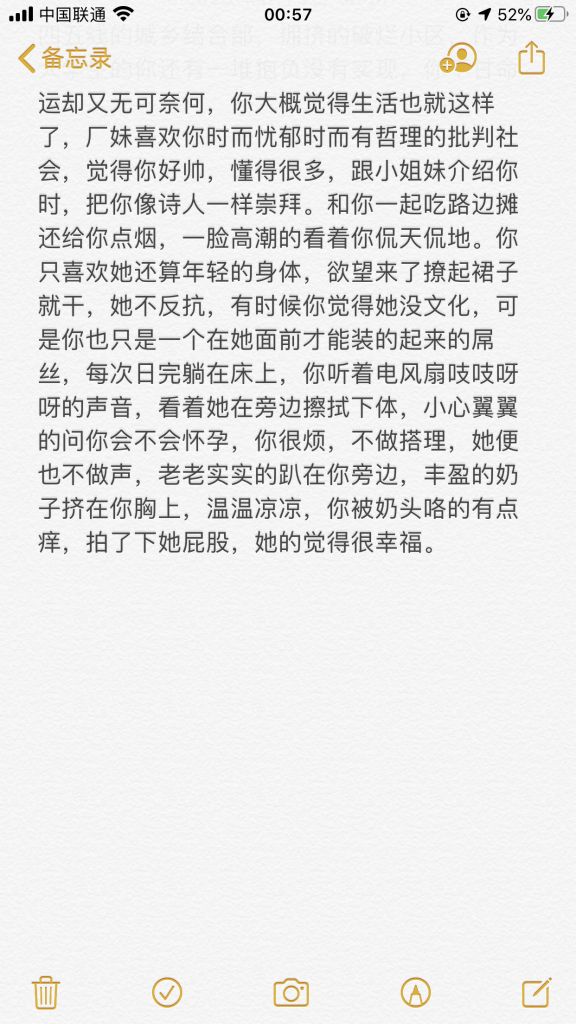 中国联通
00:57
52%
备忘录
运却又无可奈何，你大概觉得生活也就这样
了，厂妹喜欢你时而忧郁时而有哲理的批判社
会，觉得你好帅，懂得很多，跟小姐妹介绍你
时，把你像诗人一样崇拜。和你一起吃路边摊
还给你点烟，一脸高潮的看着你侃天侃地。你
只喜欢她还算年轻的身体，欲望来了撩起裙子
就干，她不反抗，有时候你觉得她没文化，可
是你也只是一个在她面前才能装的起来的屌
丝，每次日完躺在床上，你听着电风扇吱吱呀
呀的声音，看着她在旁边擦拭下体，小心翼翼
的问你会不会怀孕，你很烦，不做搭理，她便
也不做声，老老实实的趴在你旁边，丰盈的奶
子挤在你胸上，温温凉凉，你被奶头咯的有点
痒，拍了下她屁股，她的觉得很幸福。